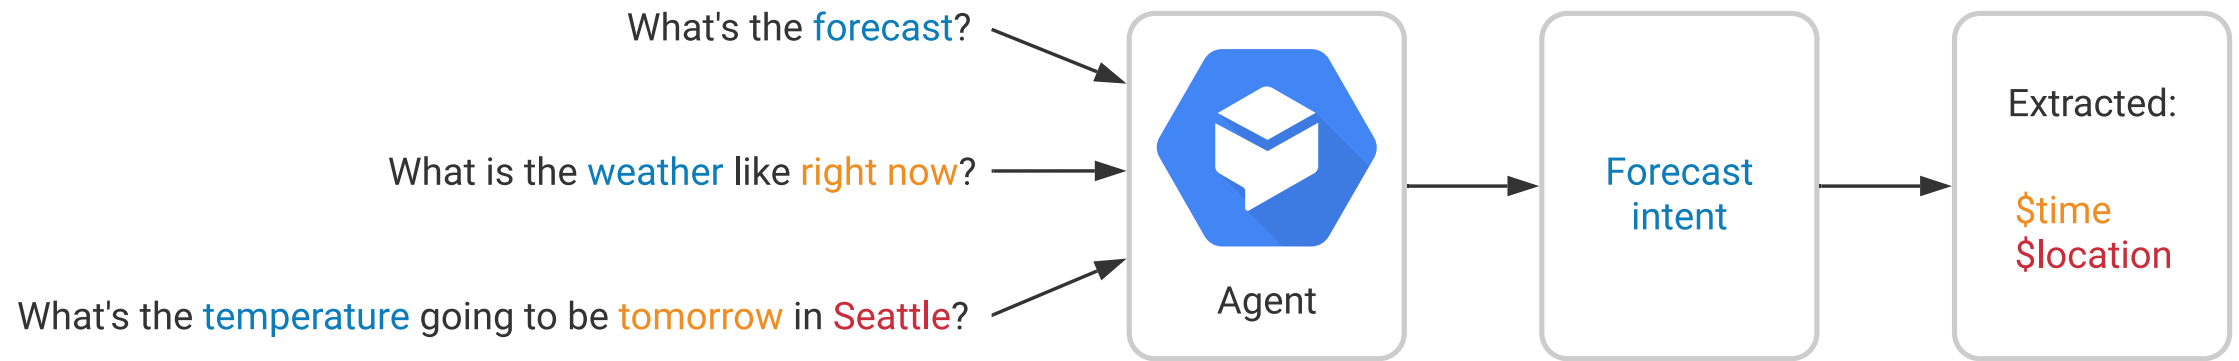 What's the forecast?
What is the weather like right now?
What's the temperature going to be tomorrow in Seattle?
Agent
Forecast
intent
Extracted:
$time
$location